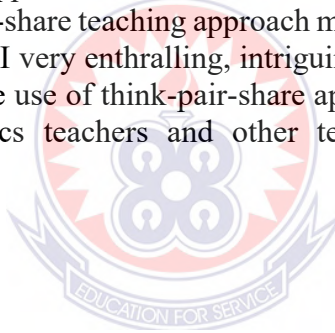 -share teaching approach m
I very enthralling, intriguin
e use of think-pair-share ap
cs teachers and other te
EDUCATION FOR SERVICE